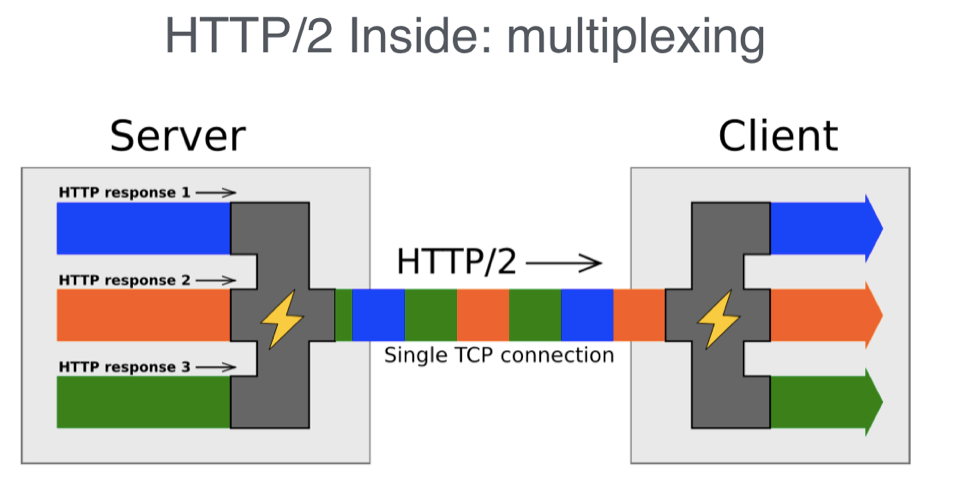 HTTP/2 Inside: multiplexing
Server
Client
HTTP response 1
HTTP response 2
HTTP response 3
HTTP/2
Single TCP connection